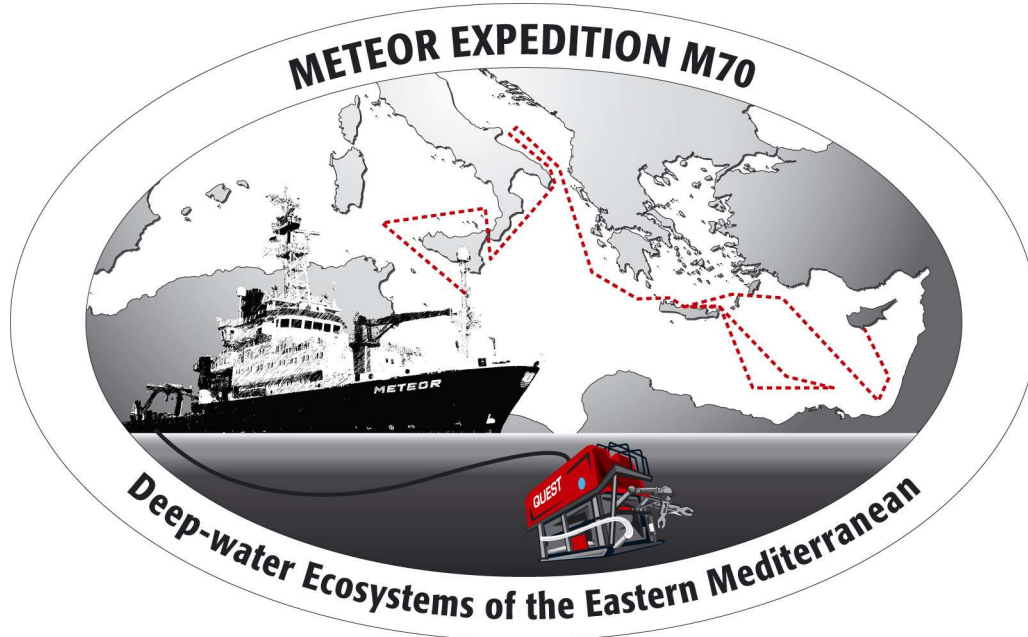 METEOR EXPEDITION M70
METEOR
QUEST
Deep-water Ecosystems of the Eastern Mediterranean